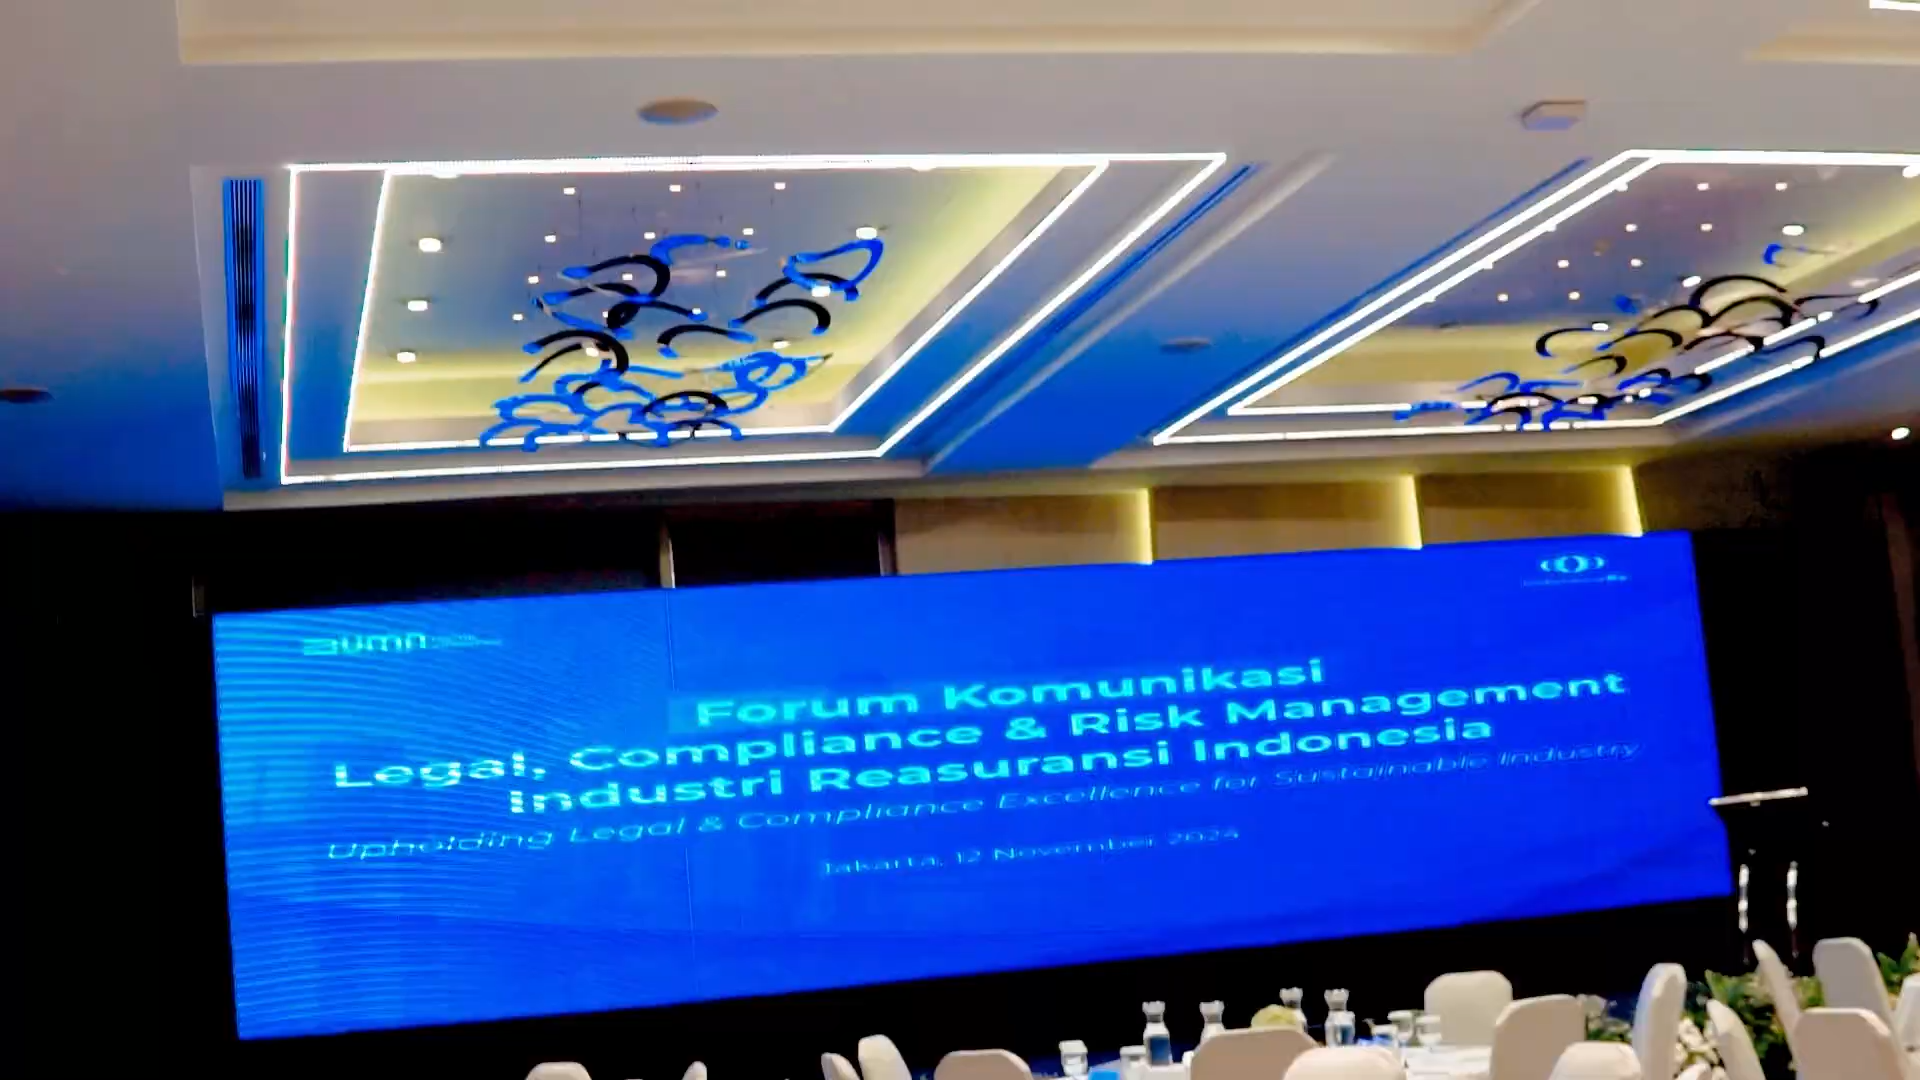 BUMN
Forum Komunikasi
Legal, Compliance & Risk Management
Industri Reasuransi Indonesia
Upholding Legal & Compliance Excellence for Sustainable Industry
Jakarta, 12 November 2024